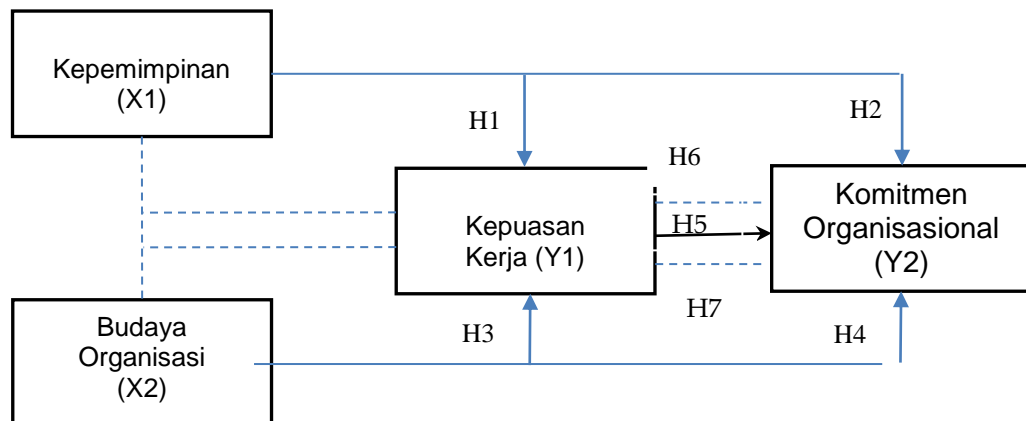 Kepemimpinan
(X1)
H1
H2
H6
Kepuasan
Kerja (Y1)
H5
Komitmen
Organisasional
(Y2)
H7
H3
H4
Budaya
Organisasi
(X2)